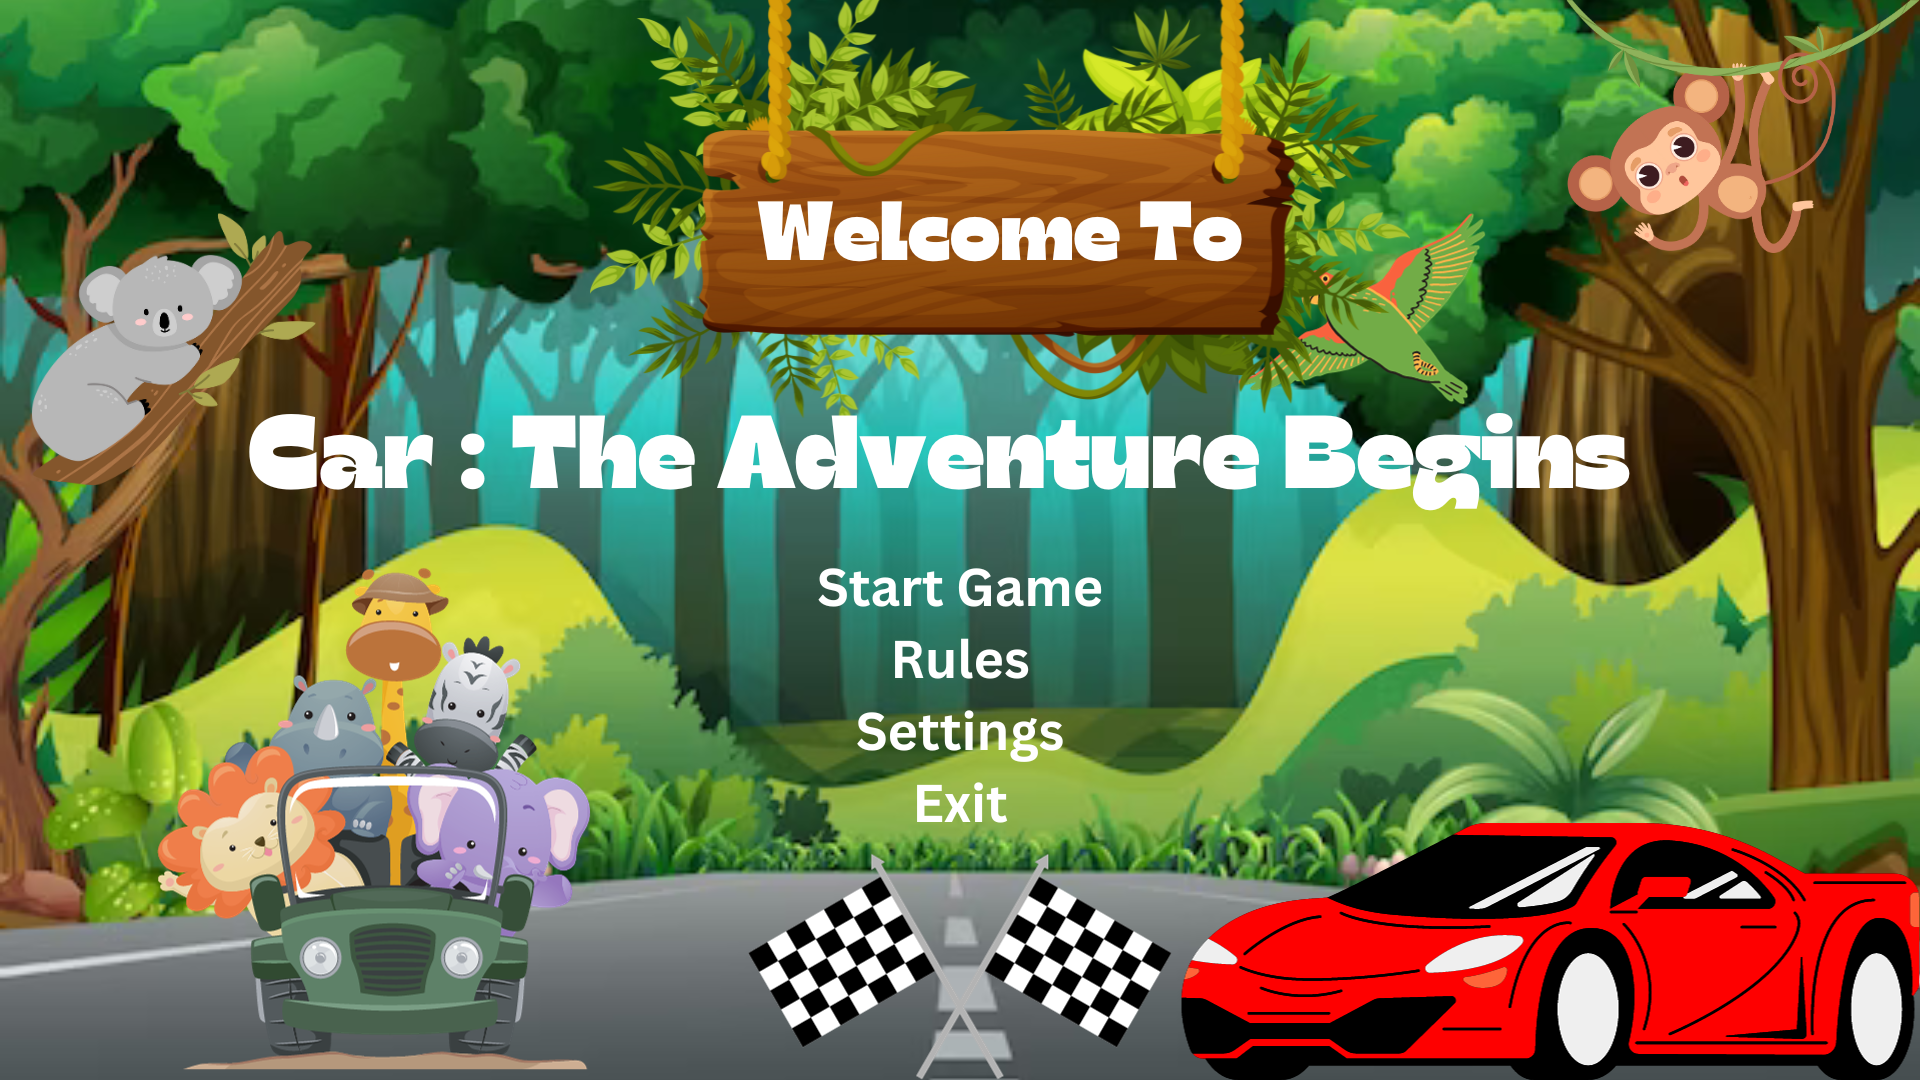 Welcome To
Car : The Adventure Begins
Start Game
Rules
Settings
Exit